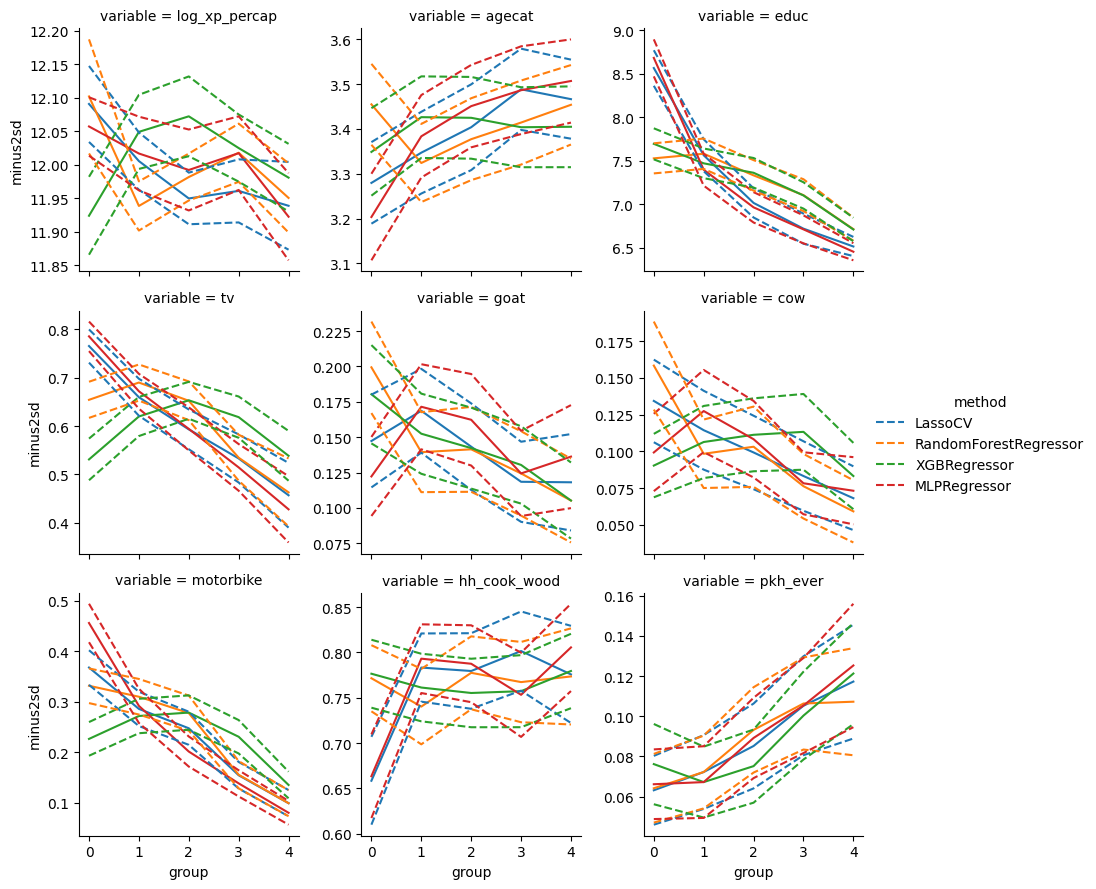 variable = log_xp_percap
variable = agecat
variable = educ
12.20
12.15
12.10
12.05
12.00
11.95
11.90
11.85
minus2sd
3.6
3.5
3.4
3.3
3.2
3.1
9.0
8.5
8.0
7.5
7.0
6.5
variable = tv
variable = goat
variable = cow
0.8
0.7
0.6
0.5
0.4
minus2sd
0.225
0.200
0.175
0.150
0.125
0.100
0.075
0.175
0.150
0.125
0.100
0.075
0.050
method
LassoCV
RandomForestRegressor
XGBRegressor
MLPRegressor
variable = motorbike
variable = hh_cook_wood
variable = pkh_ever
0.5
0.4
0.3
0.2
0.1
minus2sd
0.85
0.80
0.75
0.70
0.65
0.60
0.16
0.14
0.12
0.10
0.08
0.06
0 1 2 3 4
0 1 2 3 4
0 1 2 3 4
group
group
group